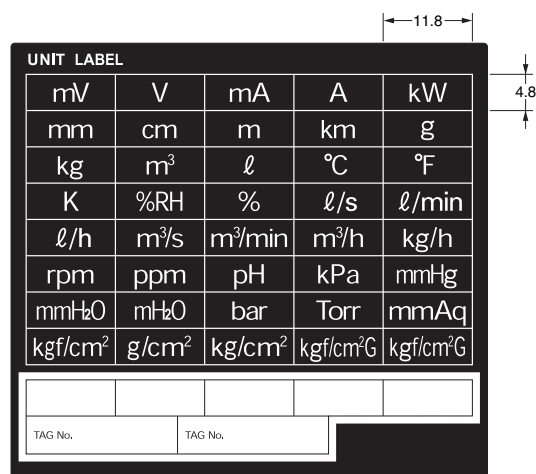 11.8
UNIT LABEL
4.8
mV V mA A kW
mm cm m km g
kg m³ ℓ °C °F
K %RH % ℓ/s ℓ/min
ℓ/h m³/s m³/min m³/h kg/h
rpm ppm pH kPa mmHg
mmH₂O mH₂O bar Torr mmAq
kgf/cm² g/cm² kg/cm² kgf/cm²G kgf/cm²G
TAG No. TAG No.